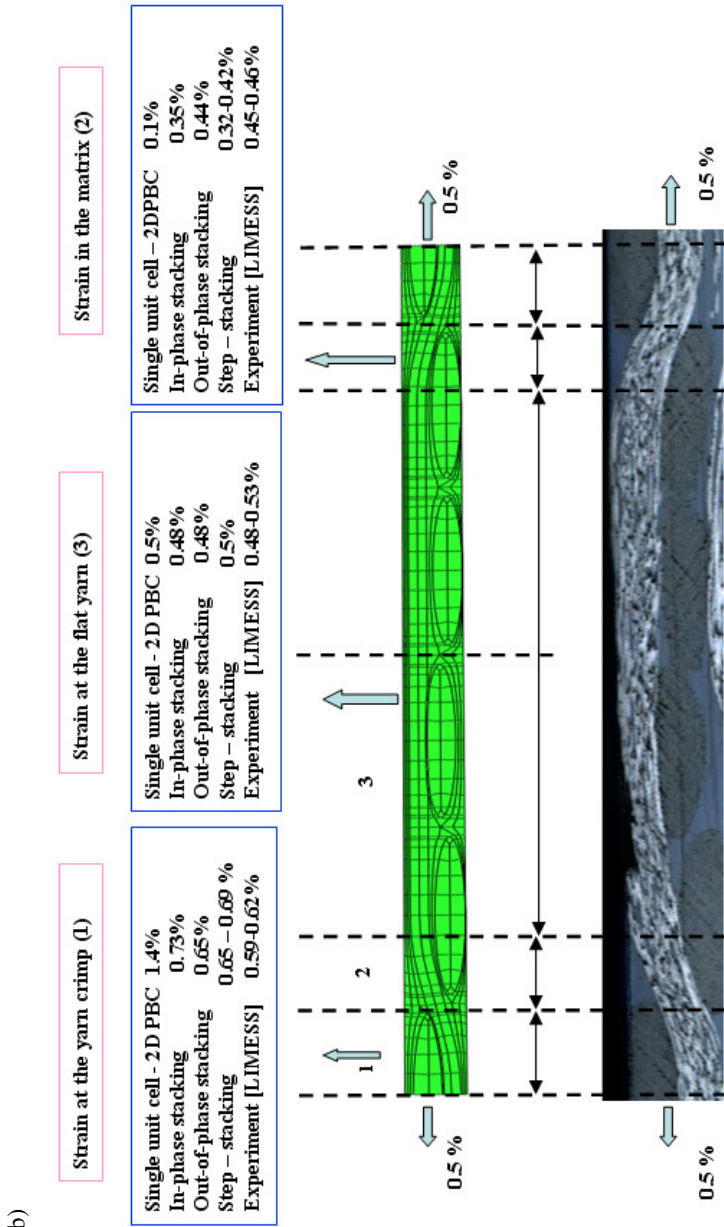 b)
Strain at the yarn crimp (1)
Single unit cell - 2D PBC 1.4%
In-phase stacking 0.73%
Out-of-phase stacking 0.65%
Step – stacking 0.65 – 0.69 %
Experiment [LIMESS] 0.59-0.62%
Strain at the flat yarn (3)
Single unit cell - 2D PBC 0.5%
In-phase stacking 0.48%
Out-of-phase stacking 0.48%
Step – stacking 0.5%
Experiment [LIMESS] 0.48-0.53%
Strain in the matrix (2)
Single unit cell – 2DPBC 0.1%
In-phase stacking 0.35%
Out-of-phase stacking 0.44%
Step – stacking 0.32-0.42%
Experiment [LIMESS] 0.45-0.46%
1
2
3
0.5 %
0.5 %
0.5 %
0.5 %